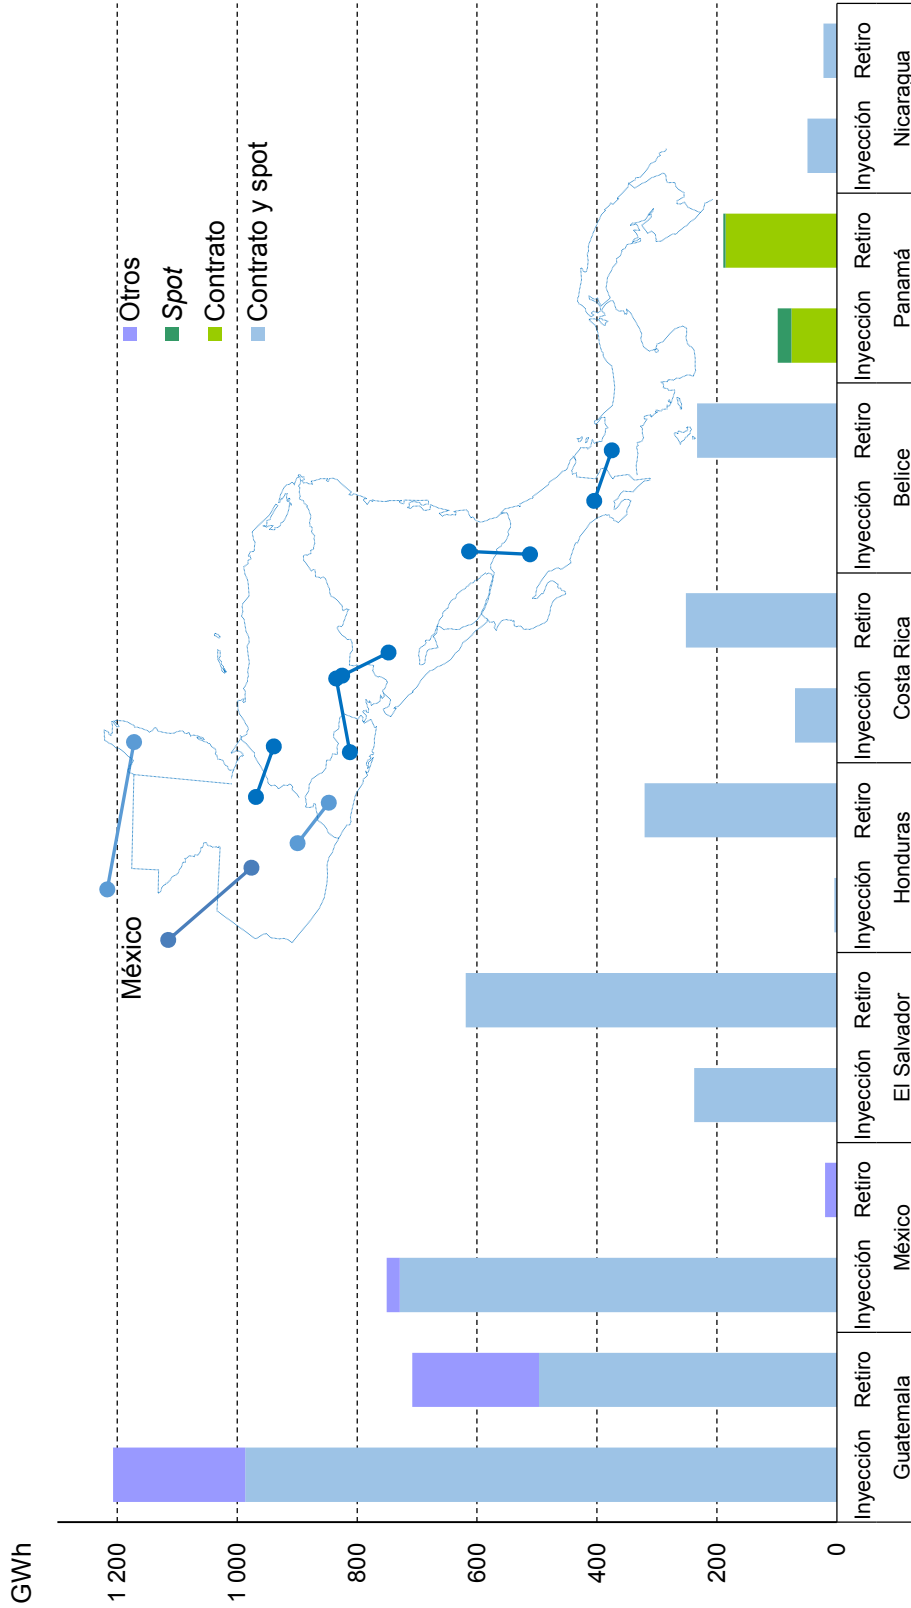 GWh
1 200
1 000
800
600
400
200
0
México
Otros
Spot
Contrato
Contrato y spot
Inyección Retiro Inyección Retiro Inyección Retiro Inyección Retiro Inyección Retiro Inyección Retiro Inyección Retiro Inyección Retiro
Guatemala México El Salvador Honduras Costa Rica Belice Panamá Nicaragua